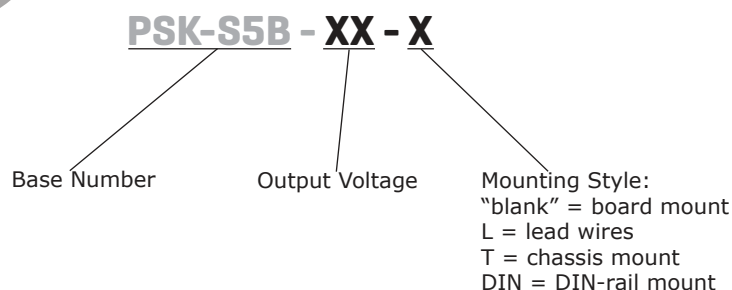 PSK-S5B - XX - X
Base Number
Output Voltage
Mounting Style:
“blank” = board mount
L = lead wires
T = chassis mount
DIN = DIN-rail mount